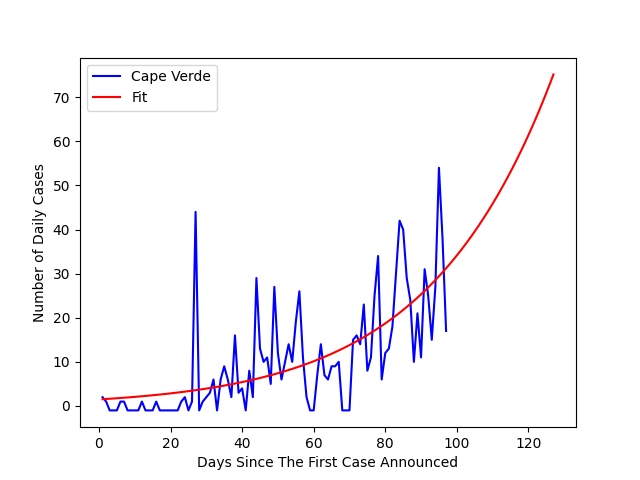 Cape Verde
Fit
Number of Daily Cases
70
60
50
40
30
20
10
0
0 20 40 60 80 100 120
Days Since The First Case Announced